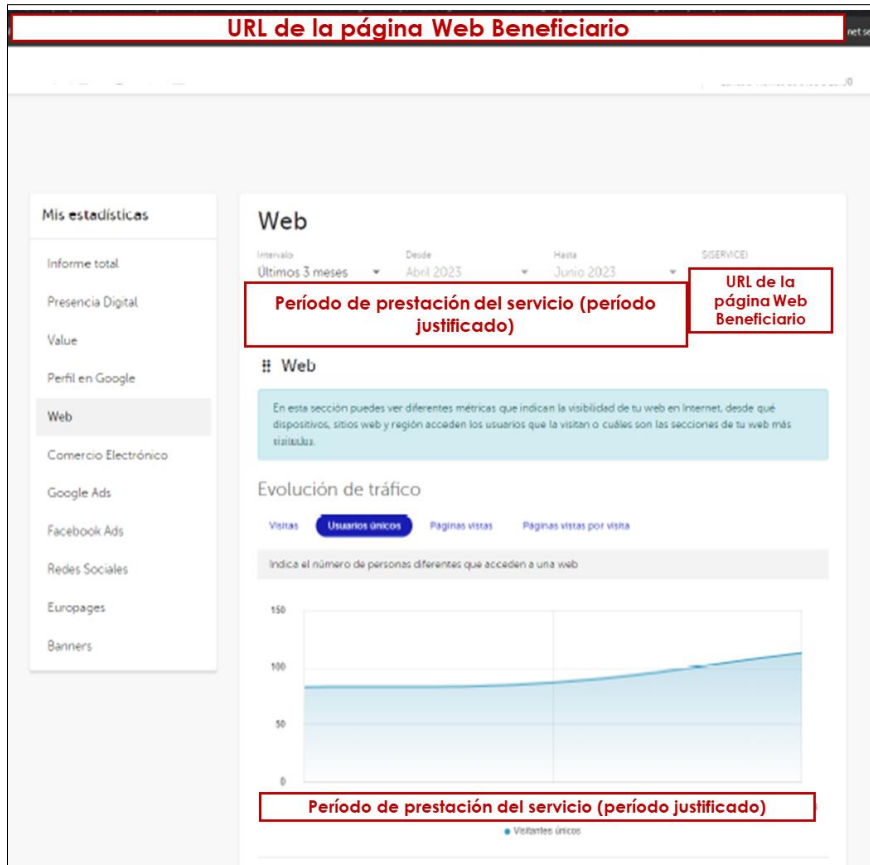 URL de la página Web Beneficiario
net se
Mis estadísticas
Informe total
Presencia Digital
Value
Perfil en Google
Web
Comercio Electrónico
Google Ads
Facebook Ads
Redes Sociales
Europages
Banners
Web
Intervalo Desde Hasta S(SERVICE)
Últimos 3 meses Abril 2023 Junio 2023
Período de prestación del servicio (período
justificado)
URL de la
página Web
Beneficiario
Web
En esta sección puedes ver diferentes métricas que indican la visibilidad de tu web en Internet, desde qué
dispositivos, sitios web y región acceden los usuarios que la visitan o cuáles son las secciones de tu web más
visitadas.
Evolución de tráfico
Visitas Usuarios únicos Páginas vistas Páginas vistas por visita
Indica el número de personas diferentes que acceden a una web
150
100
50
0
Período de prestación del servicio (período justificado)
Visitantes únicos